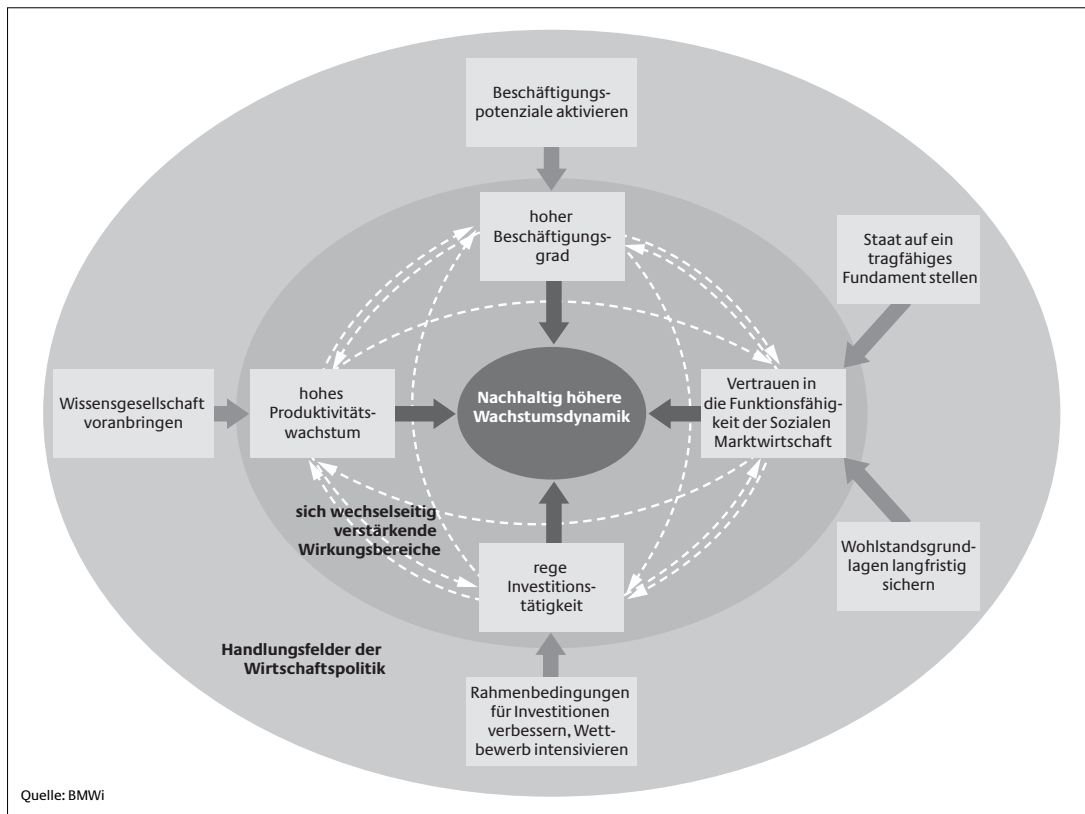 Beschäftigungs-
potenziale aktivieren
hoher
Beschäftigungs-
grad
Staat auf ein
tragfähiges
Fundament stellen
Wissensgesellschaft
voranbringen
hohes
Produktivitäts-
wachstum
Nachhaltig höhere
Wachstumsdynamik
Vertrauen in
die Funktionsfähig-
keit der Sozialen
Marktwirtschaft
sich wechselseitig
verstärkende
Wirkungsbereiche
rege
Investitions-
tätigkeit
Wohlstandsgrund-
lagen langfristig
sichern
Handlungsfelder der
Wirtschaftspolitik
Rahmenbedingungen
für Investitionen
verbessern, Wett-
bewerb intensivieren
Quelle: BMWi